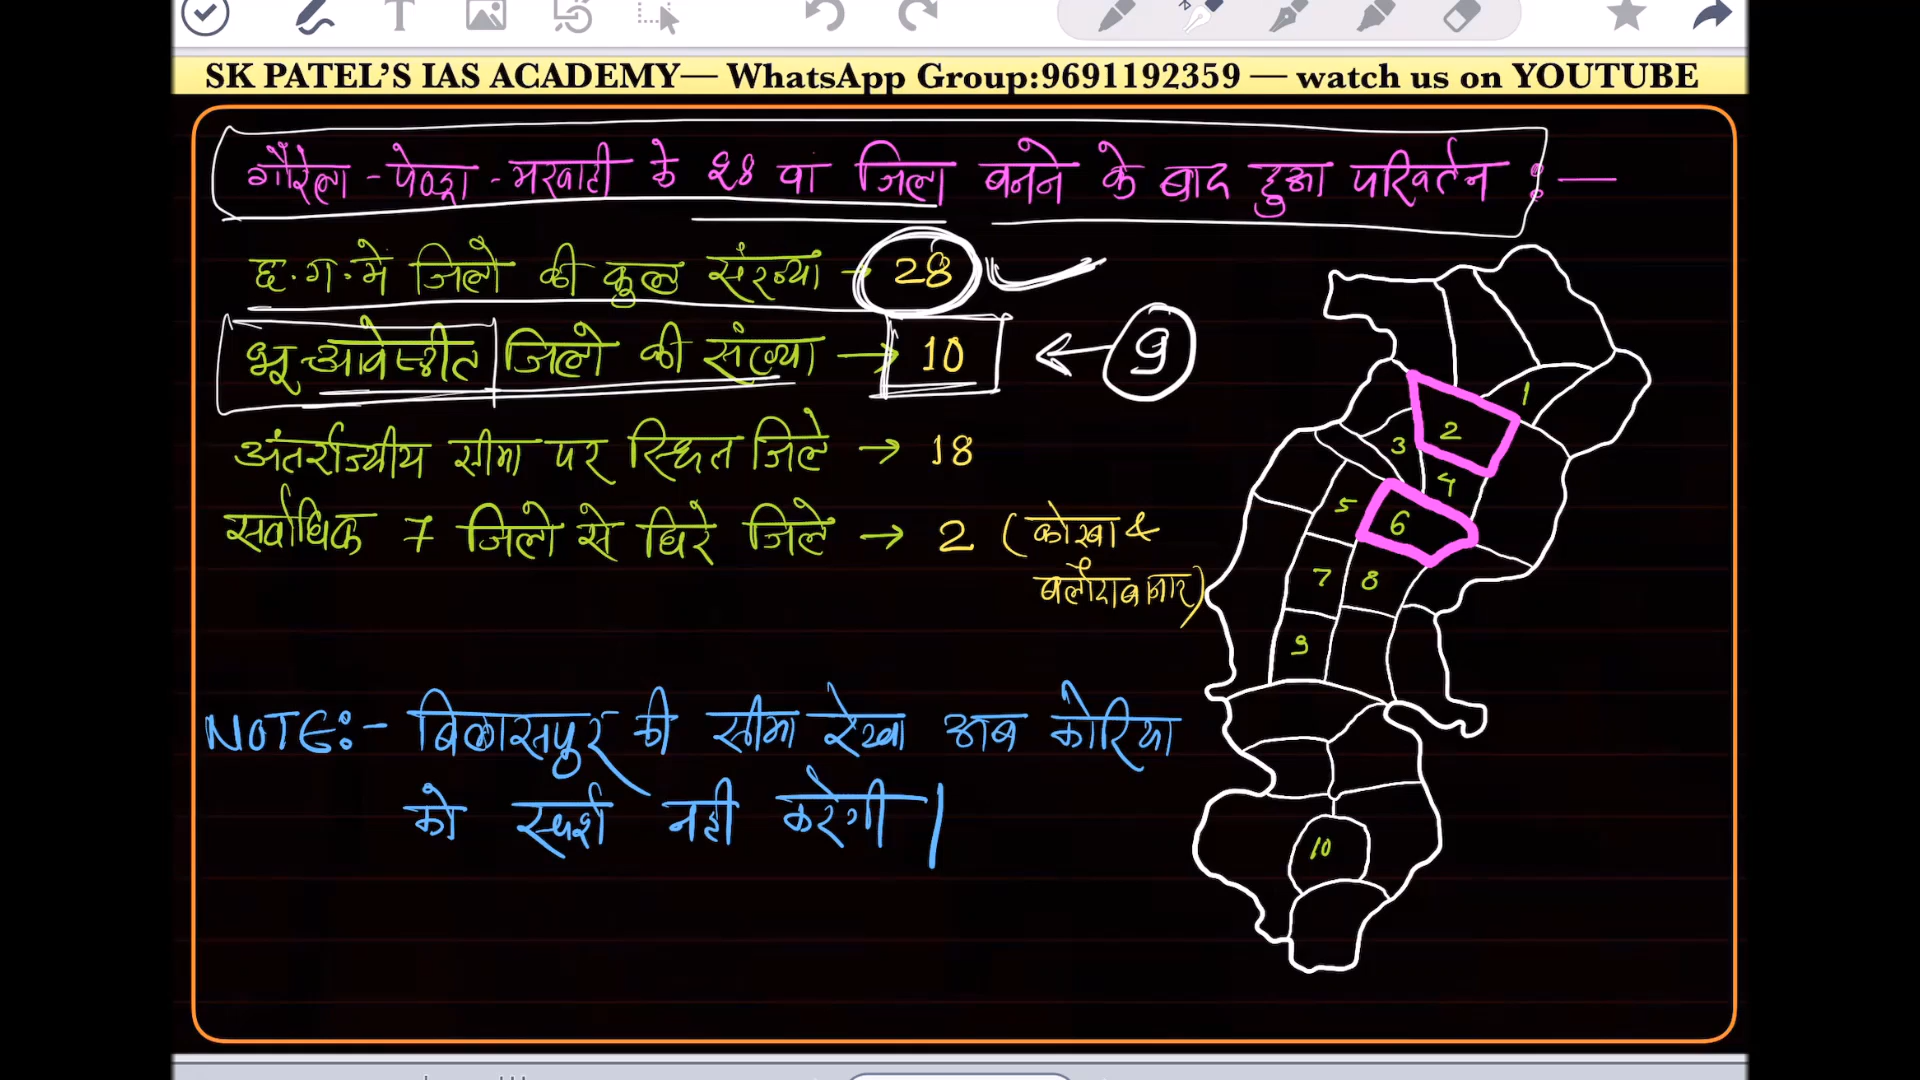 SK PATEL'S IAS ACADEMY— WhatsApp Group:9691192359 — watch us on YOUTUBE
गौरेला - पेण्ड्रा - मरवाही के 28 वां जिला बनने के बाद हुआ परिवर्तन :—
छ.ग.में जिलो की कुल संख्या → 28
भू-आवेष्ठीत जिलो की संख्या → 10 ← 9
अंतर्राज्यीय सीमा पर स्थित जिले → 18
सर्वाधिक 7 जिलो से घिरे जिले → 2 (कोरबा &
बलौदाबाजार)
NOTE:- बिलासपुर की सीमा रेखा अब कोरिया
को स्पर्श नही करेगी |
1
2
3
4
5
6
7 8
9
10